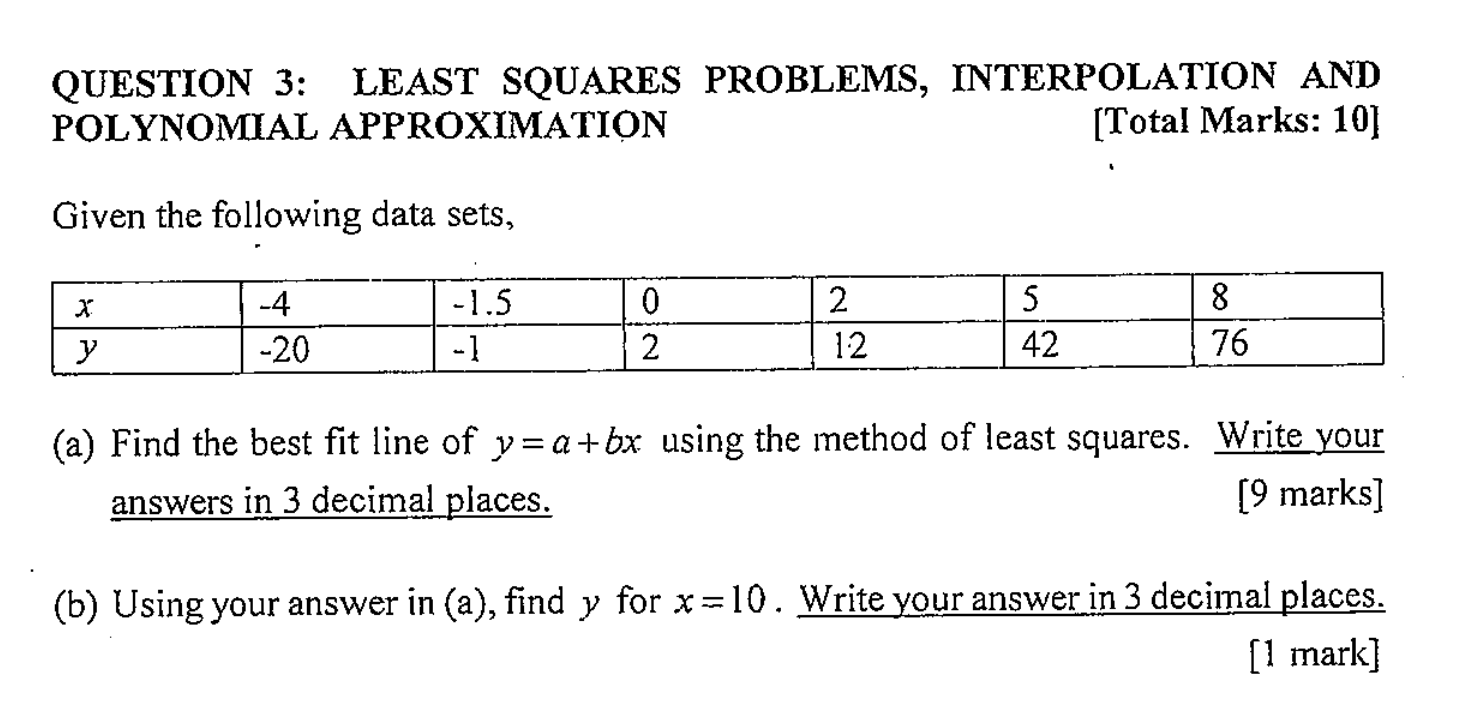 QUESTION 3: LEAST SQUARES PROBLEMS, INTERPOLATION AND
POLYNOMIAL APPROXIMATION [Total Marks: 10]
Given the following data sets,
x -4 -1.5 0 2 5 8
y -20 -1 2 12 42 76
(a) Find the best fit line of y = a + bx using the method of least squares. Write your
answers in 3 decimal places. [9 marks]
(b) Using your answer in (a), find y for x = 10. Write your answer in 3 decimal places.
[1 mark]